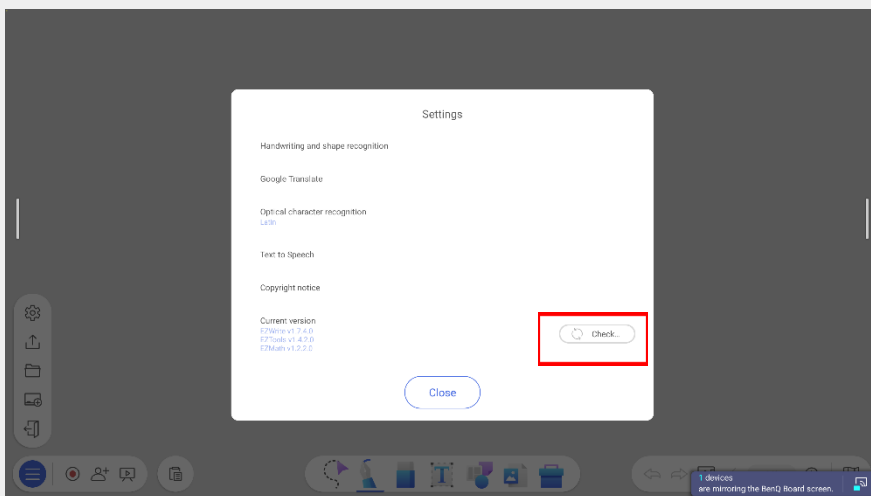 Settings
Handwriting and shape recognition
Google Translate
Optical character recognition
Latin
Text to Speech
Copyright notice
Current version
EZWrite v1.7.4.0
EZTools v1.4.2.0
EZMath v1.2.2.0
Check...
Close
1 devices
are mirroring the BenQ Board screen.